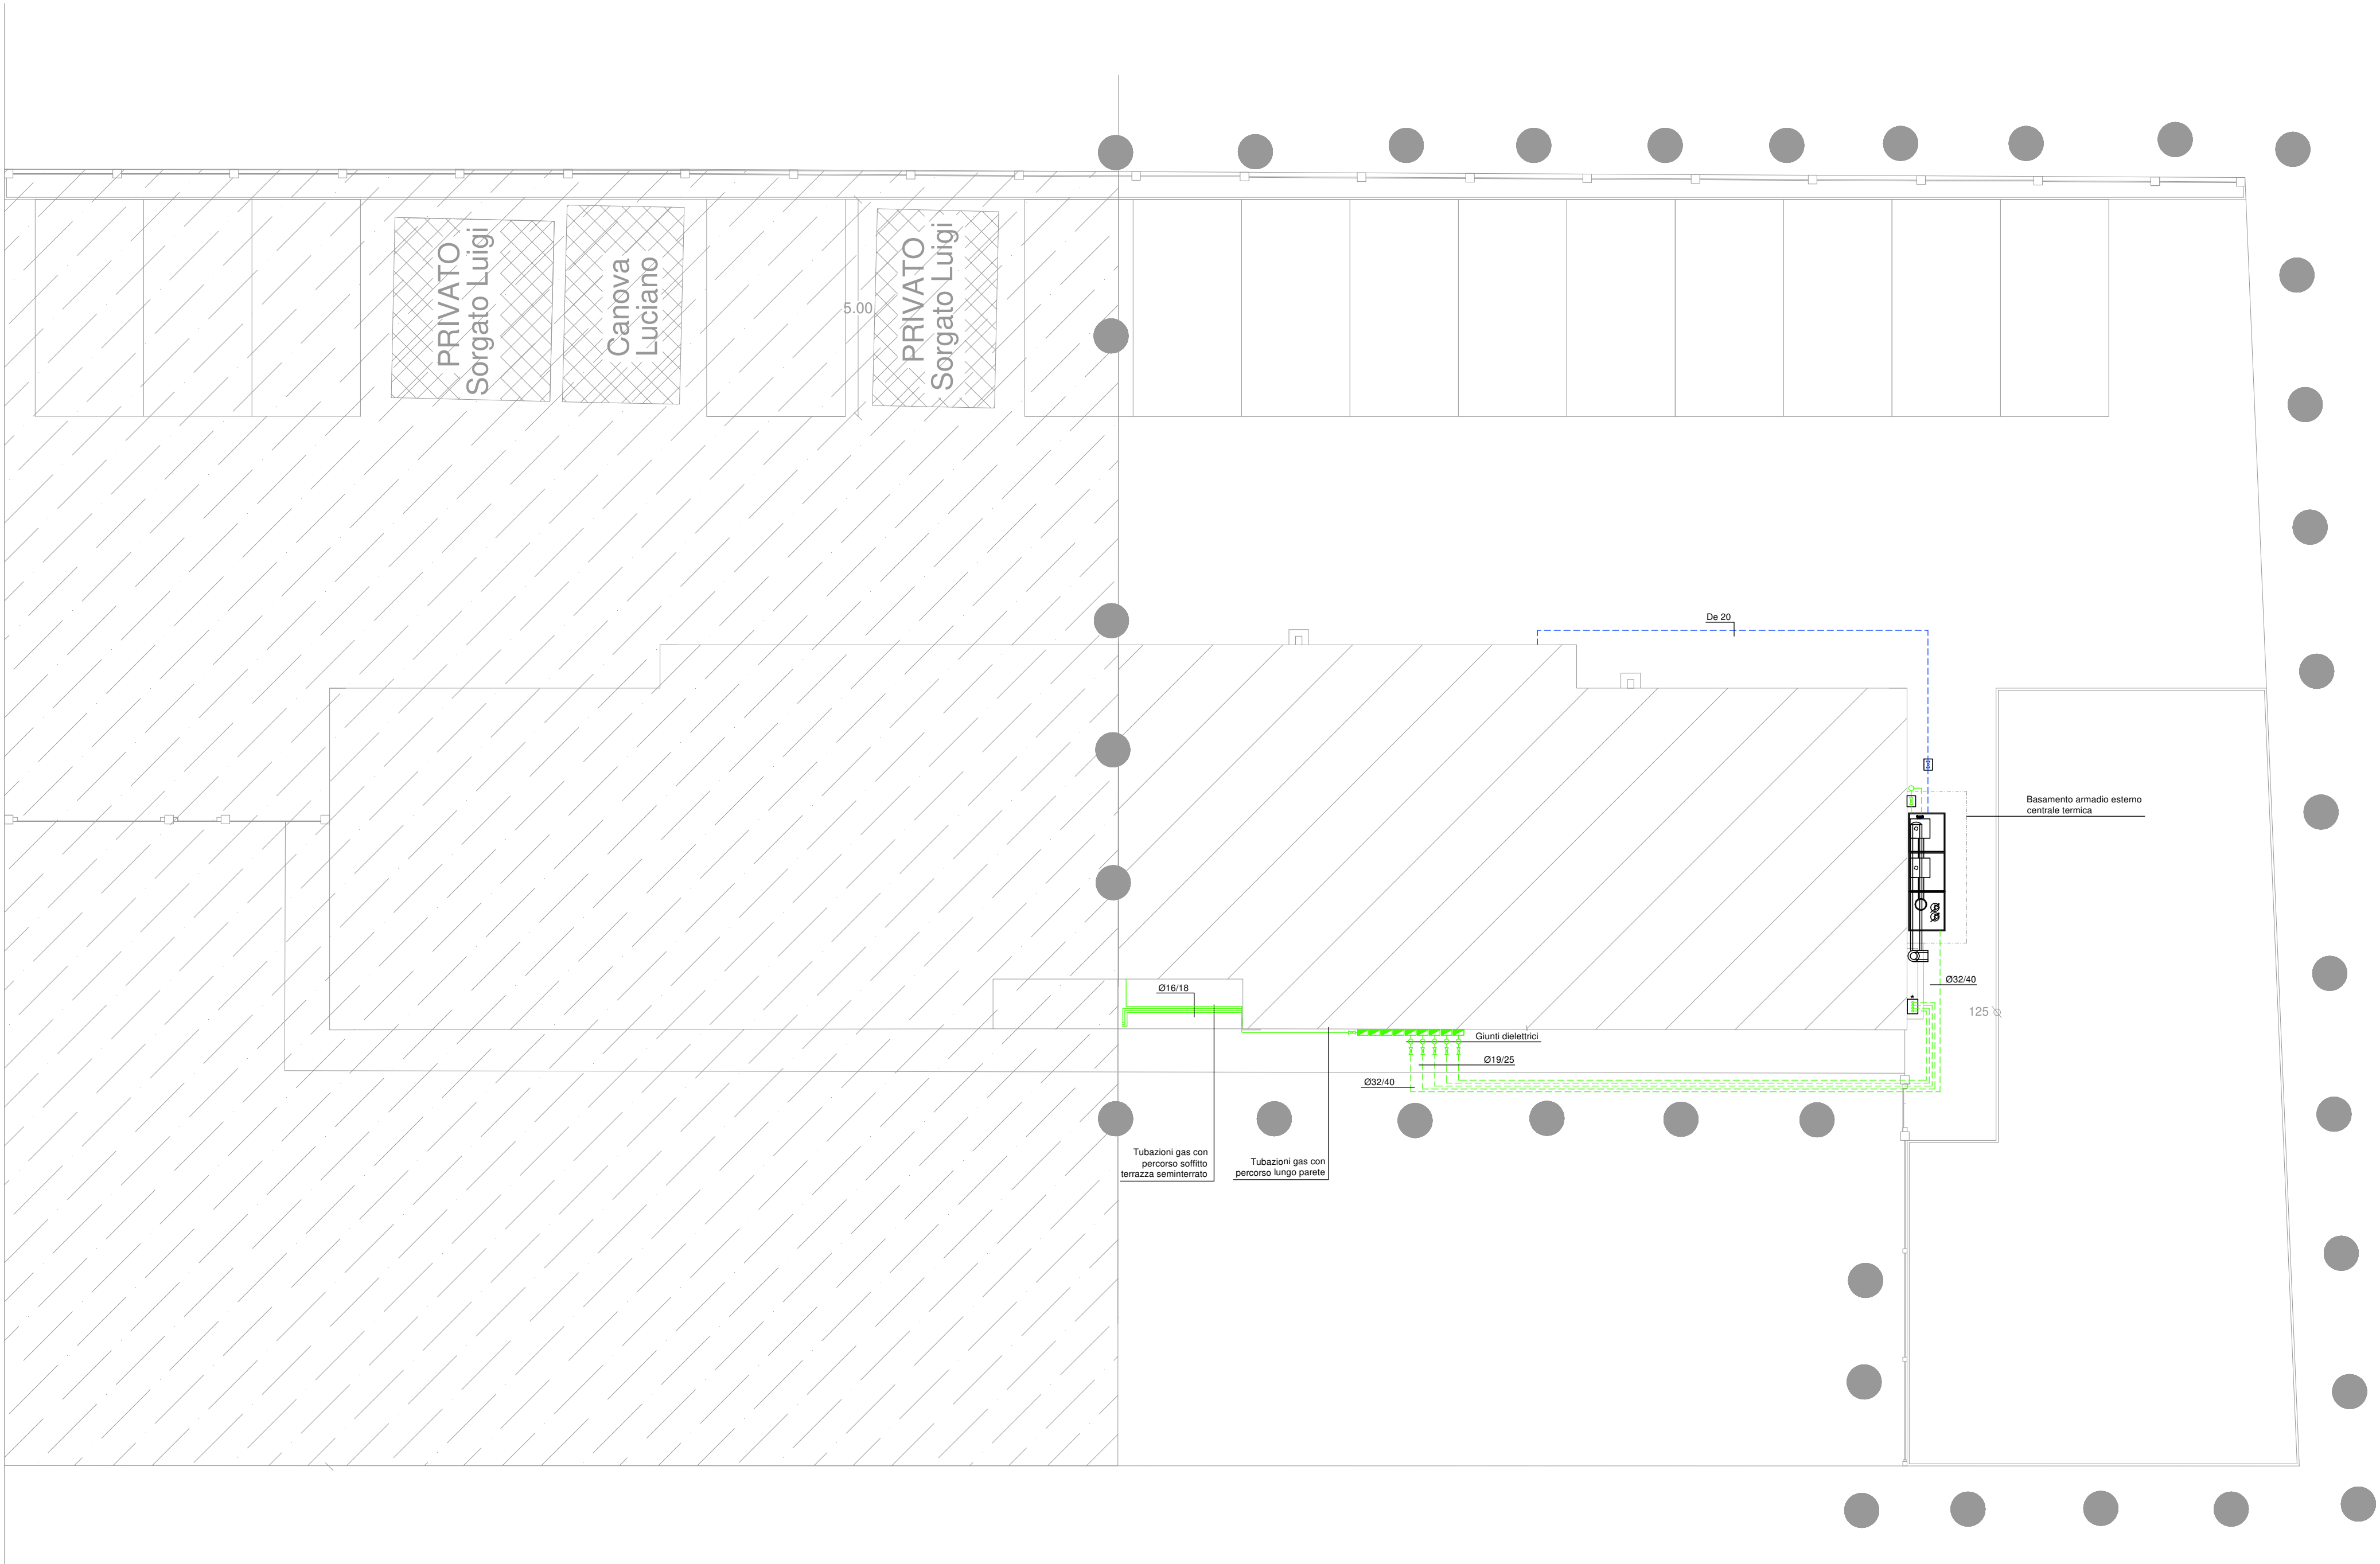 PRIVATO
Sorgato Luigi
Canova
Luciano
5.00
PRIVATO
Sorgato Luigi
De 20
Basamento armadio esterno
centrale termica
Ø32/40
125
Ø16/18
Giunti dielettrici
Ø19/25
Ø32/40
Tubazioni gas con
percorso soffitto
terrazza seminterrato
Tubazioni gas con
percorso lungo parete